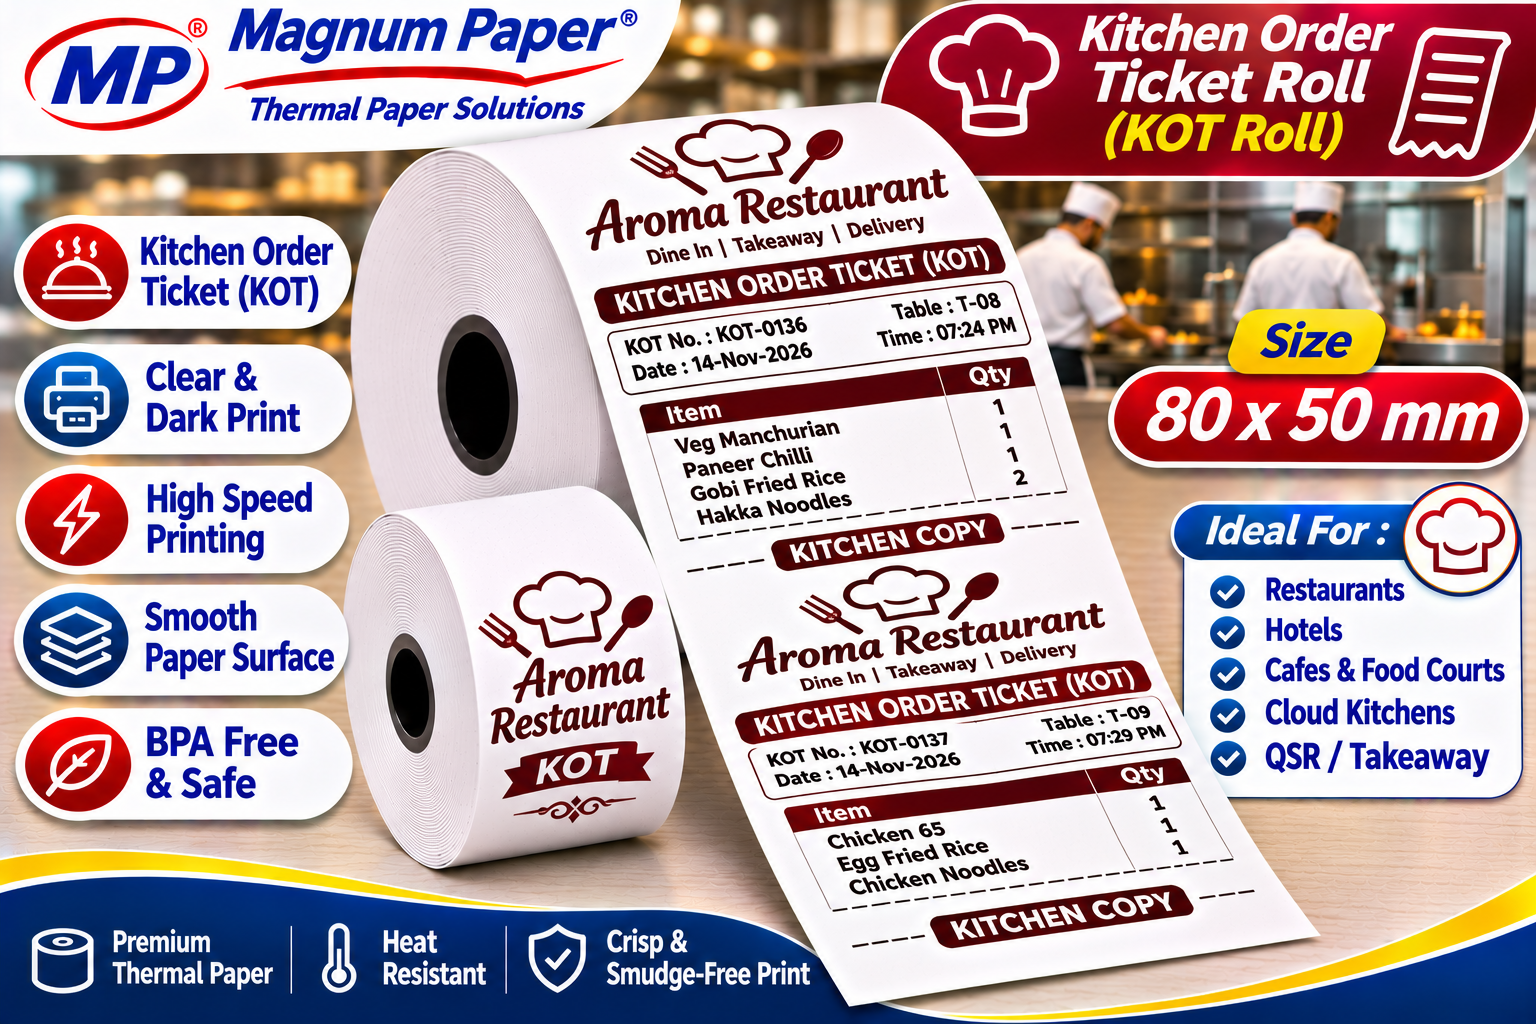 MP®
Magnum Paper®
Thermal Paper Solutions
Kitchen Order
Ticket Roll
(KOT Roll)
Kitchen Order
Ticket (KOT)
Clear &
Dark Print
High Speed
Printing
Smooth
Paper Surface
BPA Free
& Safe
Aroma Restaurant
Dine In | Takeaway | Delivery
KITCHEN ORDER TICKET (KOT)
KOT No. : KOT-0136
Table : T-08
Date : 14-Nov-2026
Time : 07:24 PM
Item
Qty
Veg Manchurian 1
Paneer Chilli 1
Gobi Fried Rice 1
Hakka Noodles 2
KITCHEN COPY
Aroma Restaurant
Dine In | Takeaway | Delivery
KITCHEN ORDER TICKET (KOT)
KOT No. : KOT-0137
Table : T-09
Date : 14-Nov-2026
Time : 07:29 PM
Item
Qty
Chicken 65 1
Egg Fried Rice 1
Chicken Noodles 1
KITCHEN COPY
Aroma
Restaurant
KOT
Size
80 x 50 mm
Ideal For :
Restaurants
Hotels
Cafes & Food Courts
Cloud Kitchens
QSR / Takeaway
Premium
Thermal Paper
Heat
Resistant
Crisp &
Smudge-Free Print